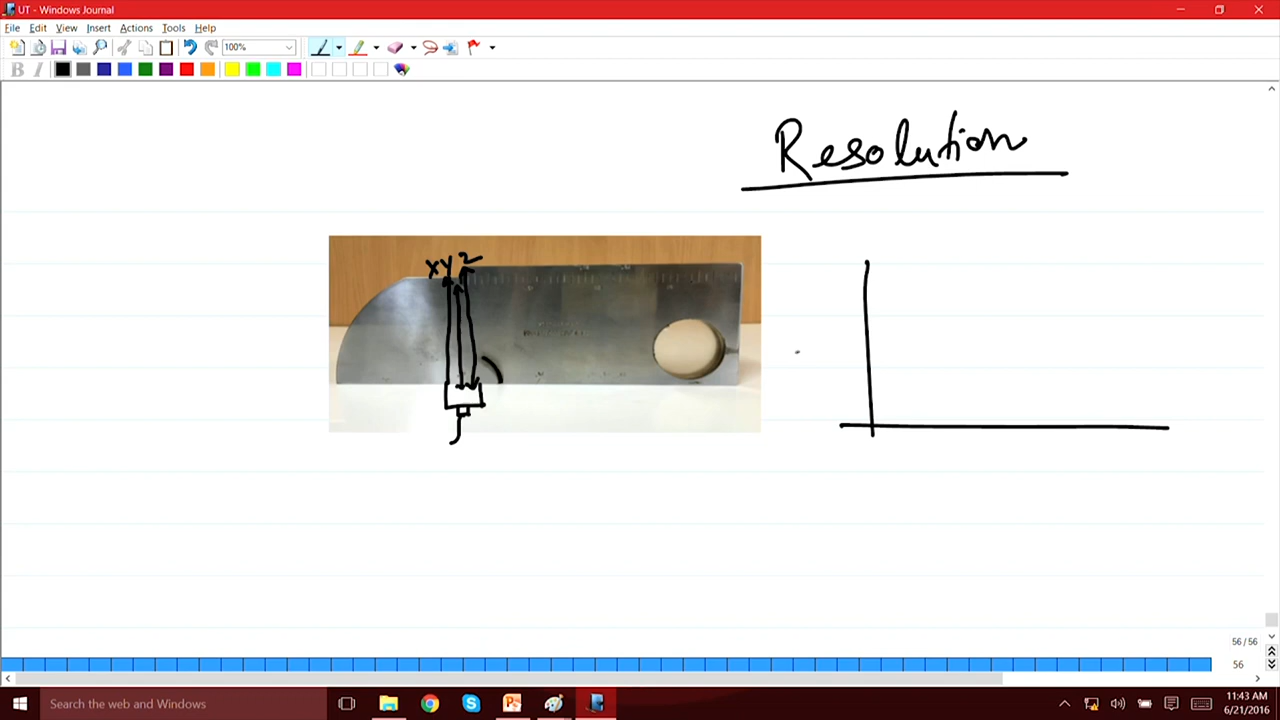 UT - Windows Journal
File Edit View Insert Actions Tools Help
100%
B I
Resolution
X Y Z
56 / 56
56
Search the web and Windows
11:43 AM
6/21/2016